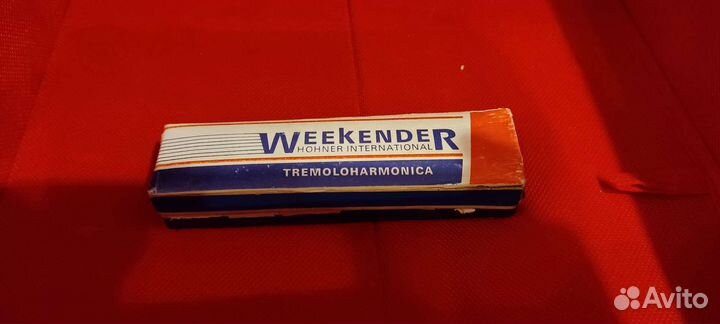 WEEKENDER
HOHNER INTERNATIONAL
TREMOLOHARMONICA
Avito